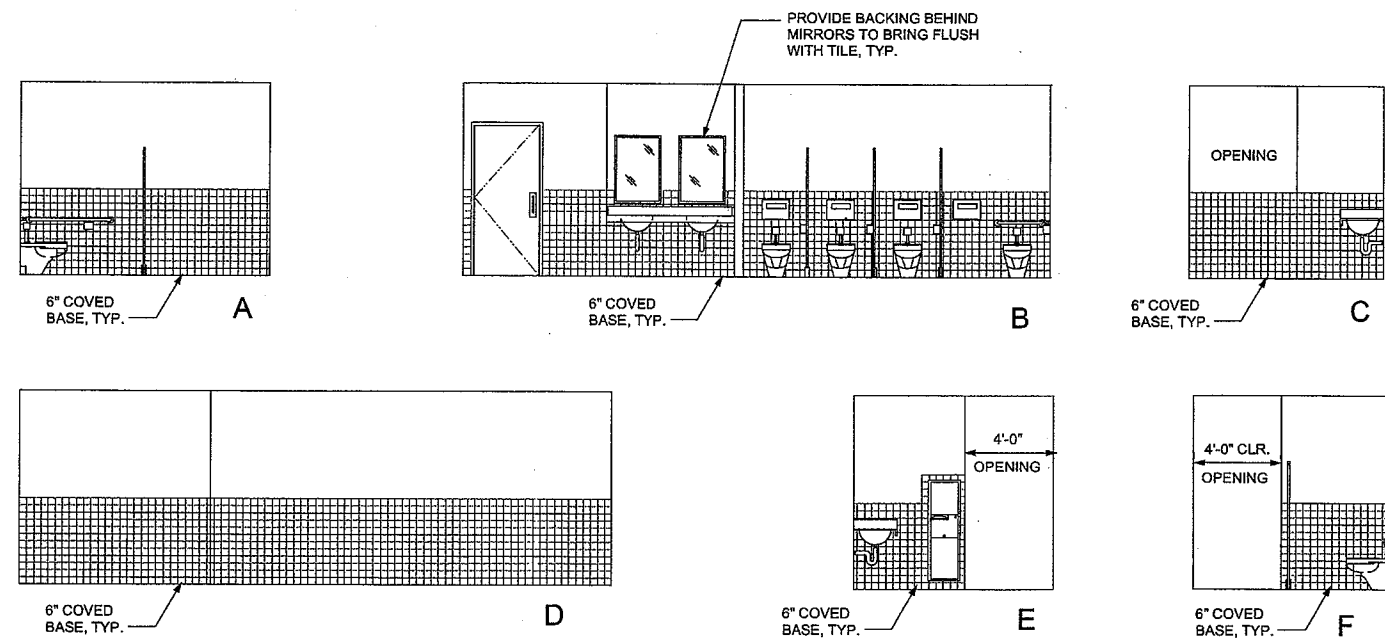 PROVIDE BACKING BEHIND
MIRRORS TO BRING FLUSH
WITH TILE, TYP.
6" COVED
BASE, TYP.
A
6" COVED
BASE, TYP.
B
OPENING
6" COVED
BASE, TYP.
C
6" COVED
BASE, TYP.
D
4'-0"
OPENING
6" COVED
BASE, TYP.
E
4'-0" CLR.
OPENING
6" COVED
BASE, TYP.
F